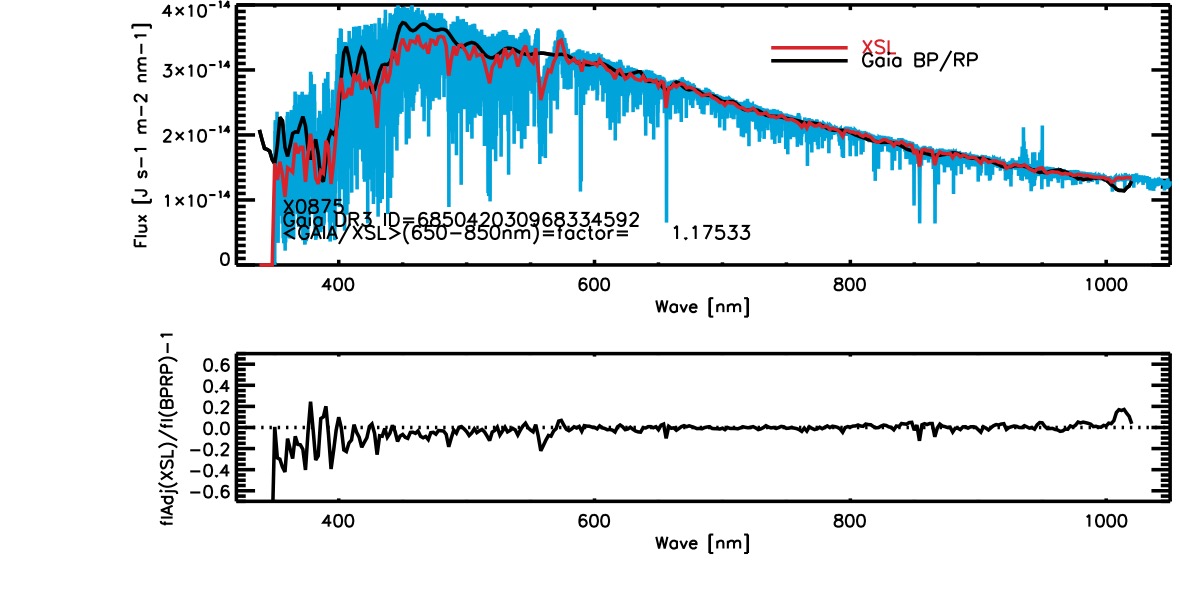 4×10⁻¹⁴
3×10⁻¹⁴
2×10⁻¹⁴
1×10⁻¹⁴
0
Flux [J s−1 m−2 nm−1]
XSL
Gaia BP/RP
X0875
Gaia DR3 ID=685042030968334592
<GAIA/XSL>(650−850nm)=factor= 1.17533
400 600 800 1000
Wave [nm]
0.6
0.4
0.2
0.0
−0.2
−0.4
−0.6
flAdj(XSL)/fl(BPRP)−1
400 600 800 1000
Wave [nm]